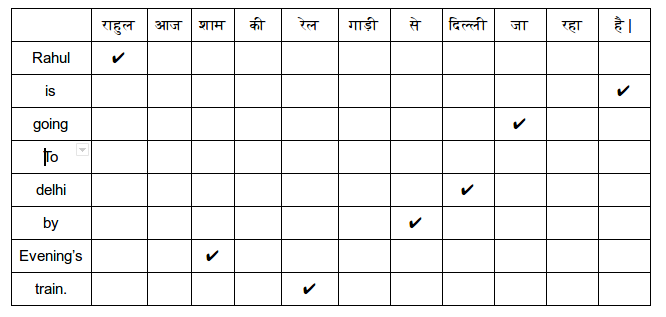 राहुल आज शाम की रेल गाड़ी से दिल्ली जा रहा है |
Rahul ✔
is ✔
going ✔
To
delhi ✔
by ✔
Evening's ✔
train. ✔